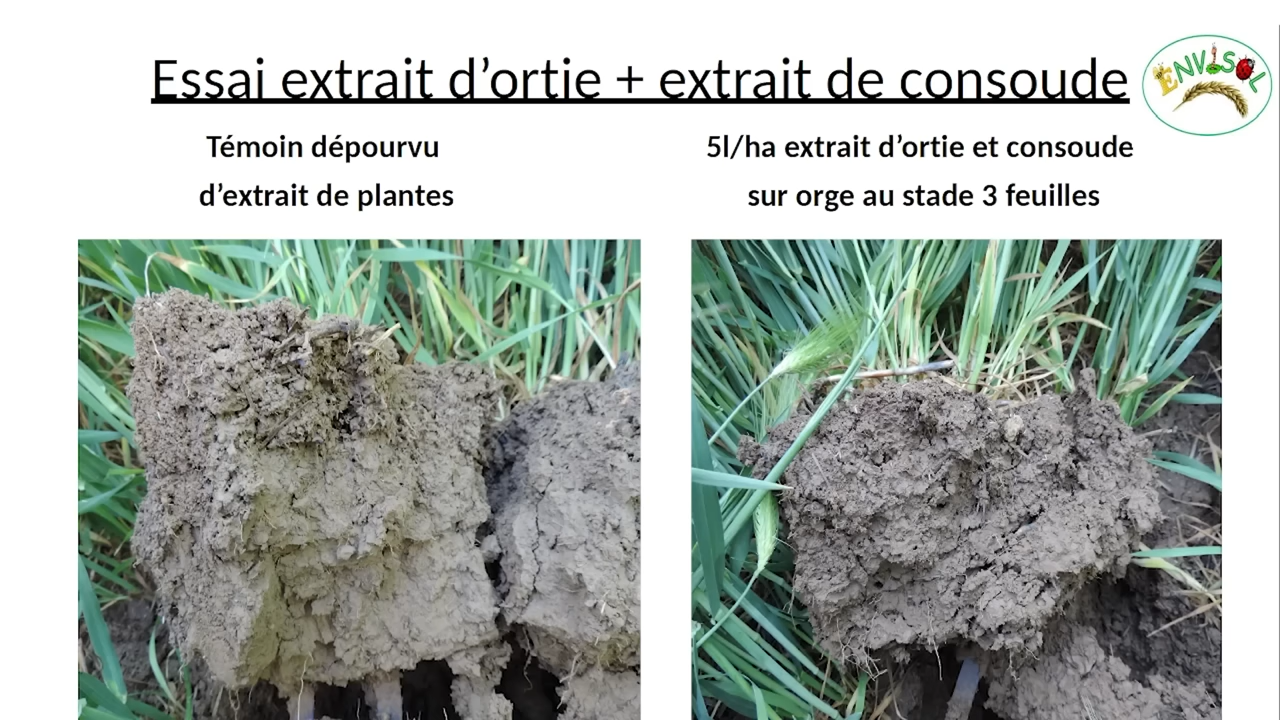 Essai extrait d’ortie + extrait de consoude
ENVISOL
Témoin dépourvu
d’extrait de plantes
5l/ha extrait d’ortie et consoude
sur orge au stade 3 feuilles